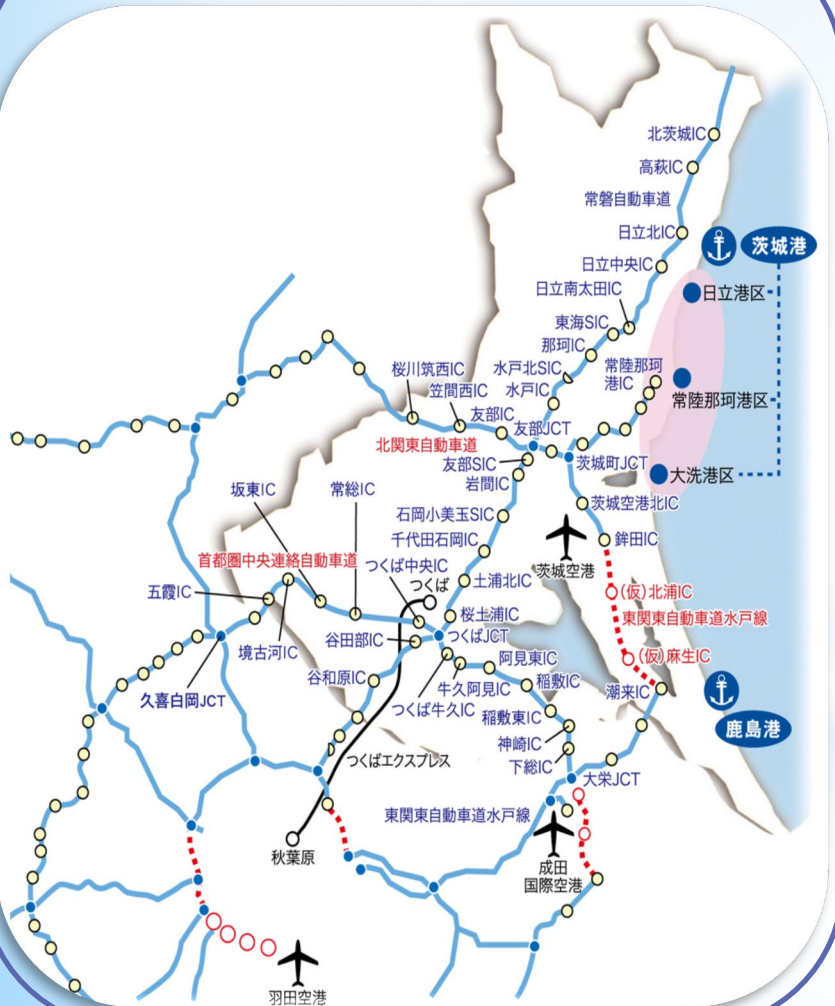 北茨城IC
高萩IC
常磐自動車道
日立北IC
茨城港
日立中央IC
日立南太田IC
日立港区
東海SIC
那珂IC
水戸北SIC
常陸那珂
港IC
水戸IC
桜川筑西IC
笠間西IC
常陸那珂港区
友部IC
友部JCT
北関東自動車道
友部SIC
茨城町JCT
大洗港区
岩間IC
坂東IC
常総IC
茨城空港北IC
石岡小美玉SIC
千代田石岡IC
鉾田IC
首都圏中央連絡自動車道
つくば中央IC
茨城空港
つくば
土浦北IC
五霞IC
(仮)北浦IC
桜土浦IC
東関東自動車道水戸線
谷田部IC
つくばJCT
境古河IC
阿見東IC
(仮)麻生IC
谷和原IC
牛久阿見IC
稲敷IC
潮来IC
久喜白岡JCT
つくば牛久IC
稲敷東IC
鹿島港
神崎IC
つくばエクスプレス
下総IC
大栄JCT
東関東自動車道水戸線
秋葉原
成田
国際空港
羽田空港